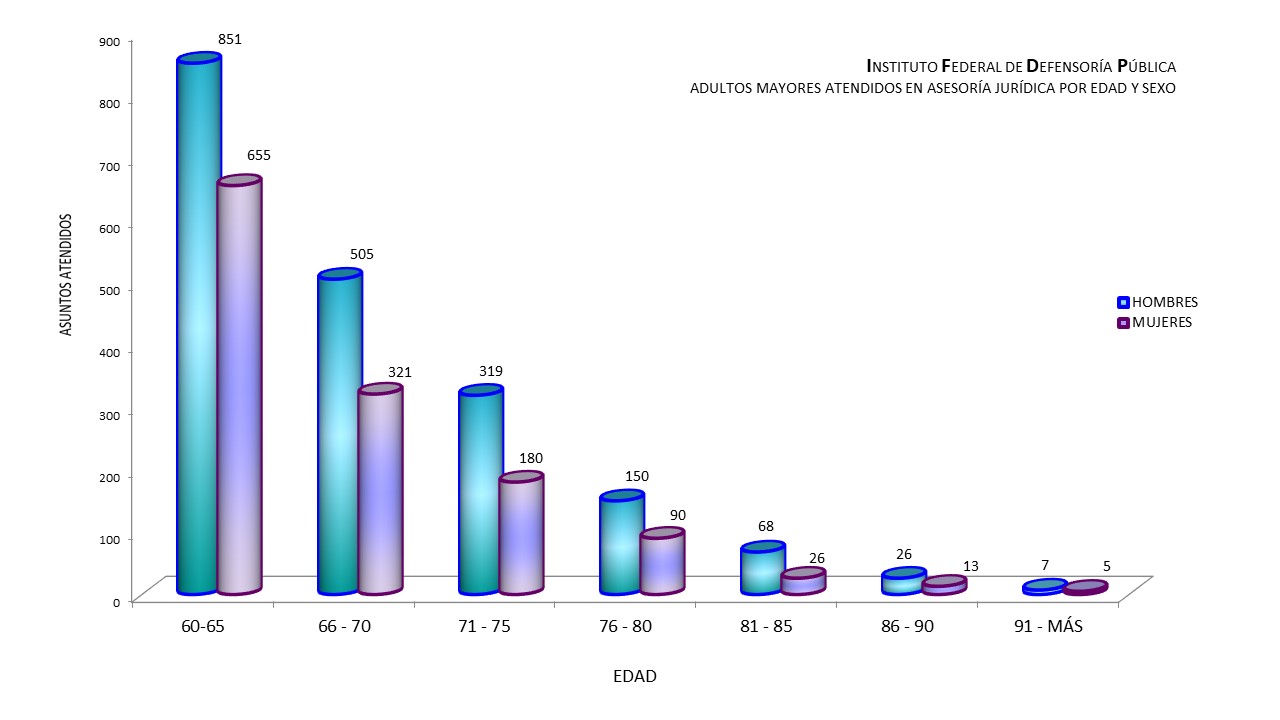 INSTITUTO FEDERAL DE DEFENSORÍA PÚBLICA
ADULTOS MAYORES ATENDIDOS EN ASESORÍA JURÍDICA POR EDAD Y SEXO
ASUNTOS ATENDIDOS
900
800
700
600
500
400
300
200
100
0
851
655
505
321
319
180
150
90
68
26
26
13
7
5
HOMBRES
MUJERES
60-65
66 - 70
71 - 75
76 - 80
81 - 85
86 - 90
91 - MÁS
EDAD